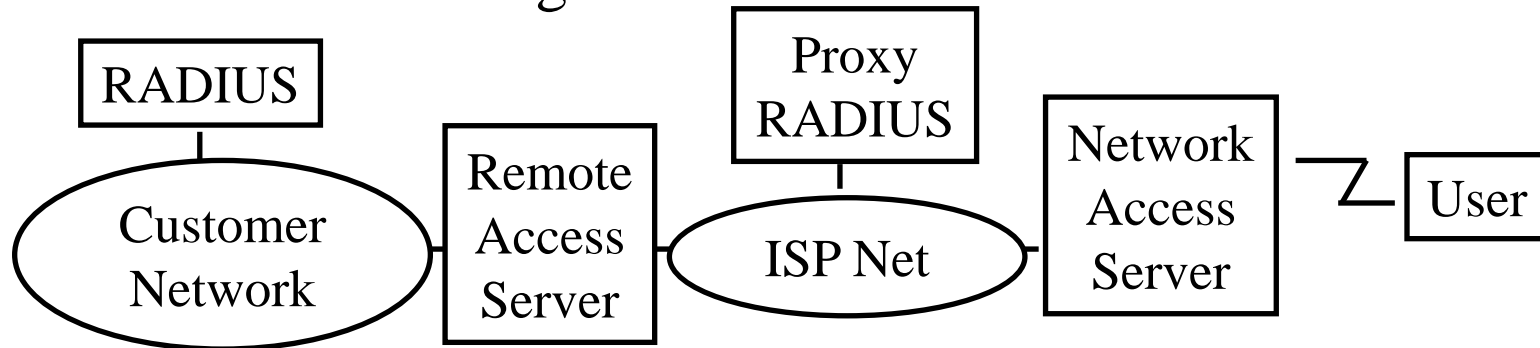 RADIUS
Customer
Network
Remote
Access
Server
Proxy
RADIUS
ISP Net
Network
Access
Server
User